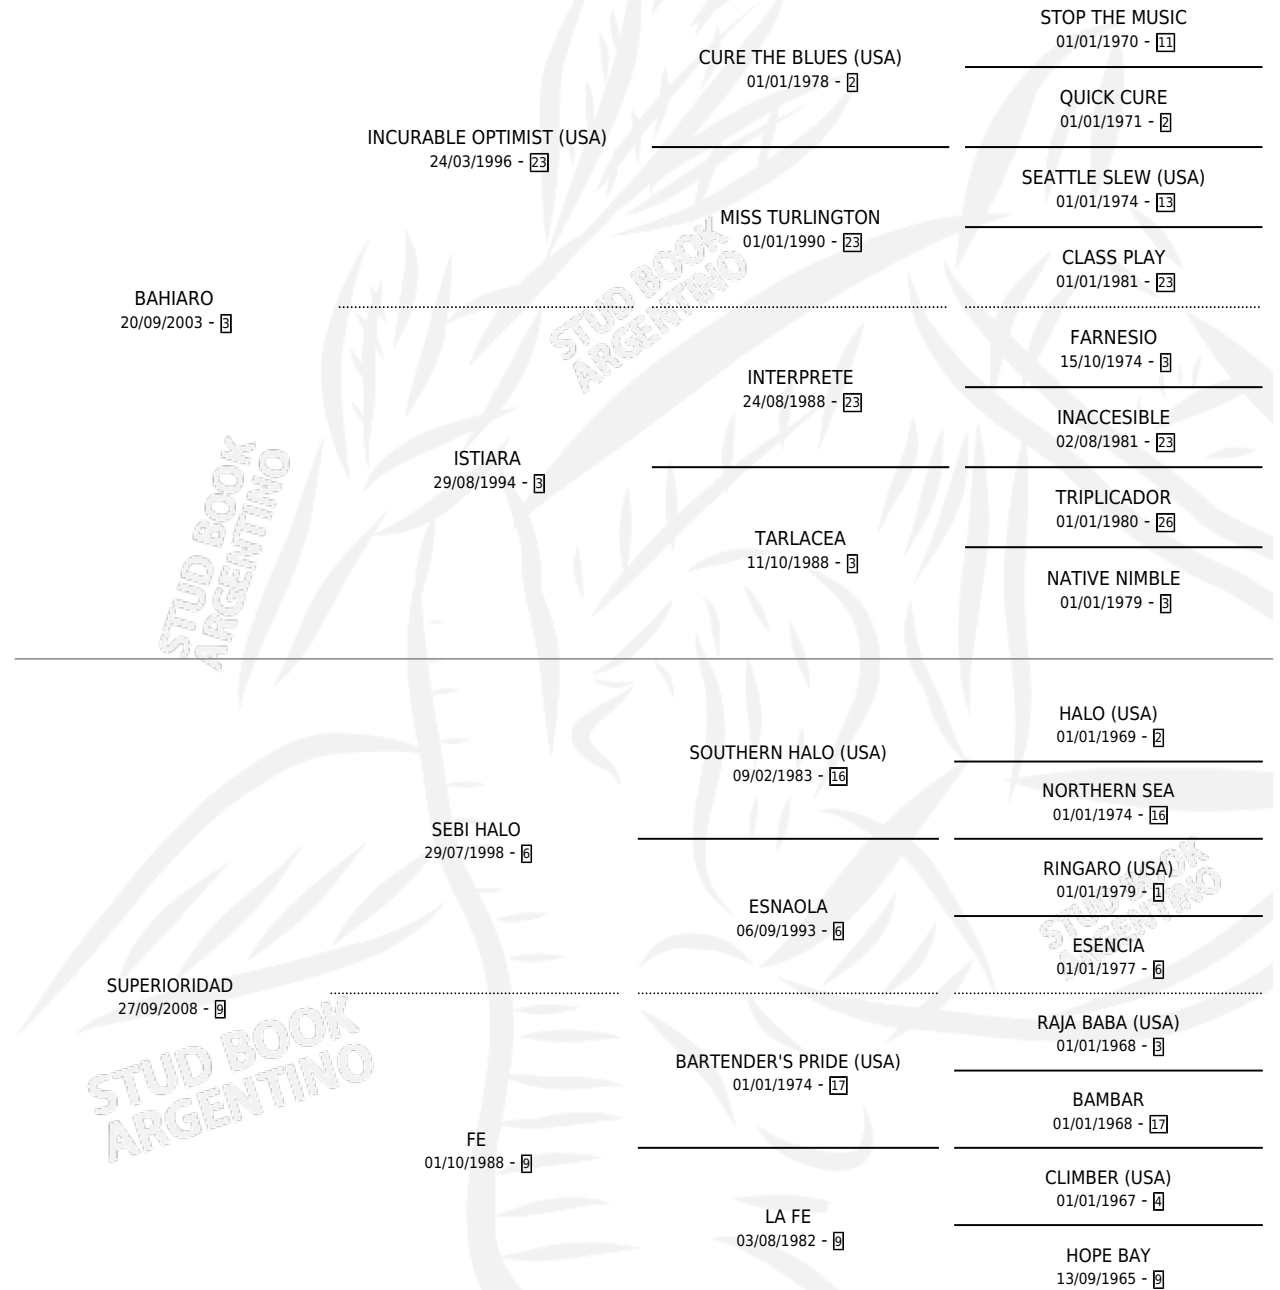 STOP THE MUSIC
01/01/1970 - 11
CURE THE BLUES (USA)
01/01/1978 - 2
QUICK CURE
01/01/1971 - 2
INCURABLE OPTIMIST (USA)
24/03/1996 - 23
SEATTLE SLEW (USA)
01/01/1974 - 13
MISS TURLINGTON
01/01/1990 - 23
CLASS PLAY
01/01/1981 - 23
BAHIARO
20/09/2003 - 3
FARNESIO
15/10/1974 - 3
INTERPRETE
24/08/1988 - 23
INACCESIBLE
02/08/1981 - 23
ISTIARA
29/08/1994 - 3
TRIPLICADOR
01/01/1980 - 26
TARLACEA
11/10/1988 - 3
NATIVE NIMBLE
01/01/1979 - 3
STUD BOOK
ARGENTINO
STUD BOOK
ARGENTINO
HALO (USA)
01/01/1969 - 2
SOUTHERN HALO (USA)
09/02/1983 - 16
NORTHERN SEA
01/01/1974 - 16
SEBI HALO
29/07/1998 - 6
RINGARO (USA)
01/01/1979 - 1
ESNAOLA
06/09/1993 - 6
ESENCIA
01/01/1977 - 6
STUD BOOK
ARGENTINO
SUPERIORIDAD
27/09/2008 - 9
RAJA BABA (USA)
01/01/1968 - 3
BARTENDER'S PRIDE (USA)
01/01/1974 - 17
BAMBAR
01/01/1968 - 17
STUD BOOK
ARGENTINO
FE
01/10/1988 - 9
CLIMBER (USA)
01/01/1967 - 4
LA FE
03/08/1982 - 9
HOPE BAY
13/09/1965 - 9